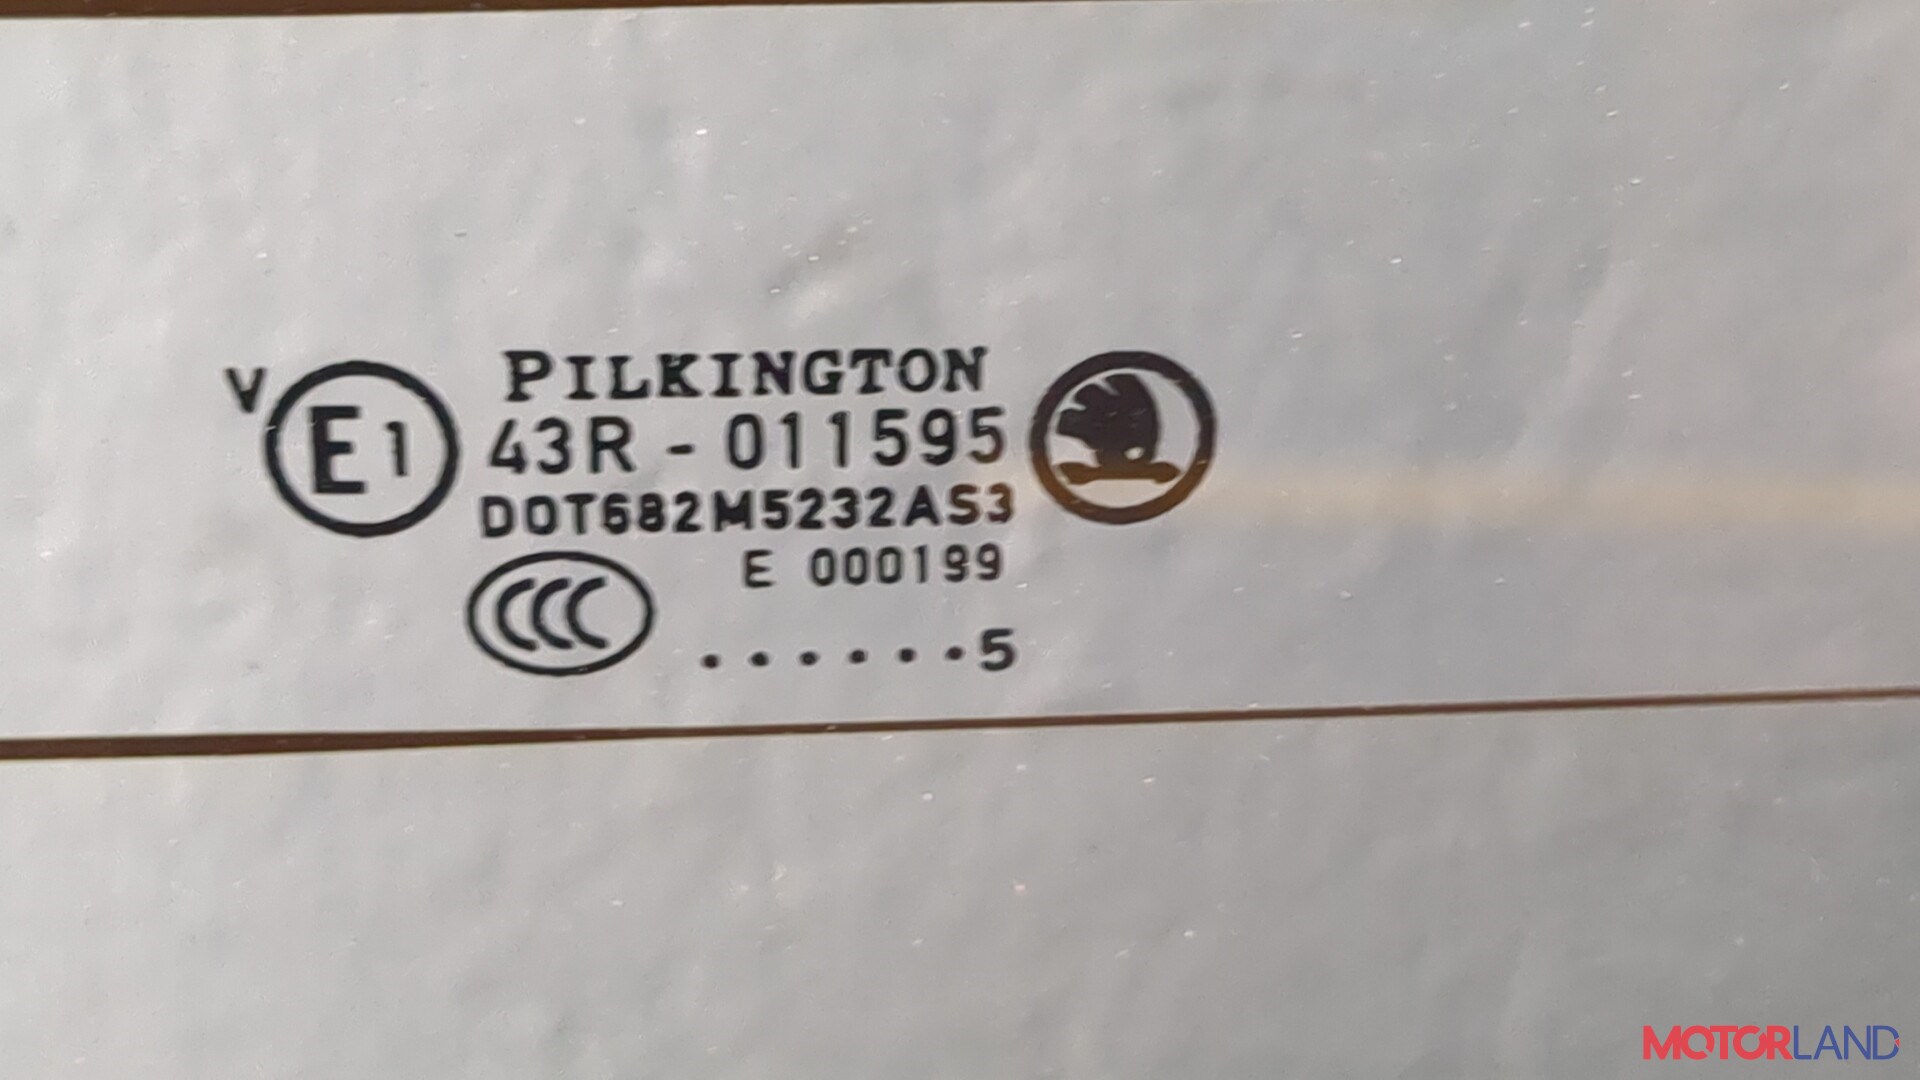 V
E1
PILKINGTON
43R - 011595
DOT682M5232AS3
E 000199
CCC
......5
MOTORLAND